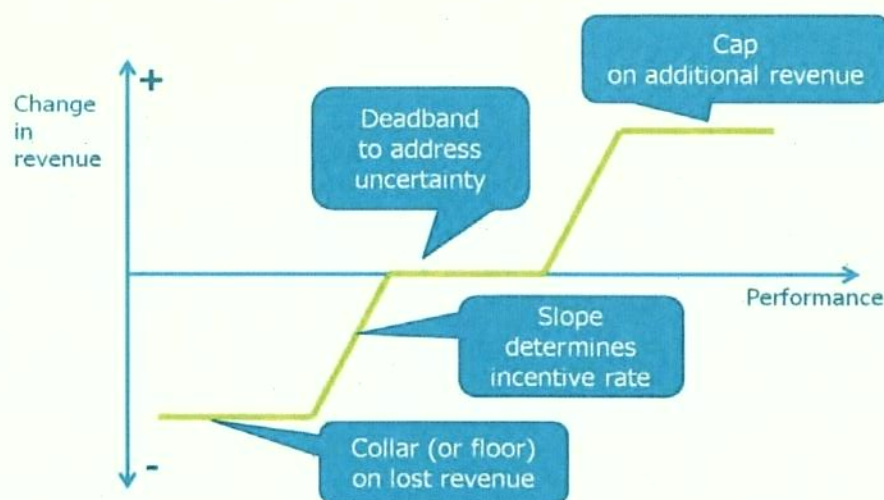 +
Change
in
revenue
Cap
on additional revenue
Deadband
to address
uncertainty
Performance
Slope
determines
incentive rate
Collar (or floor)
on lost revenue
-